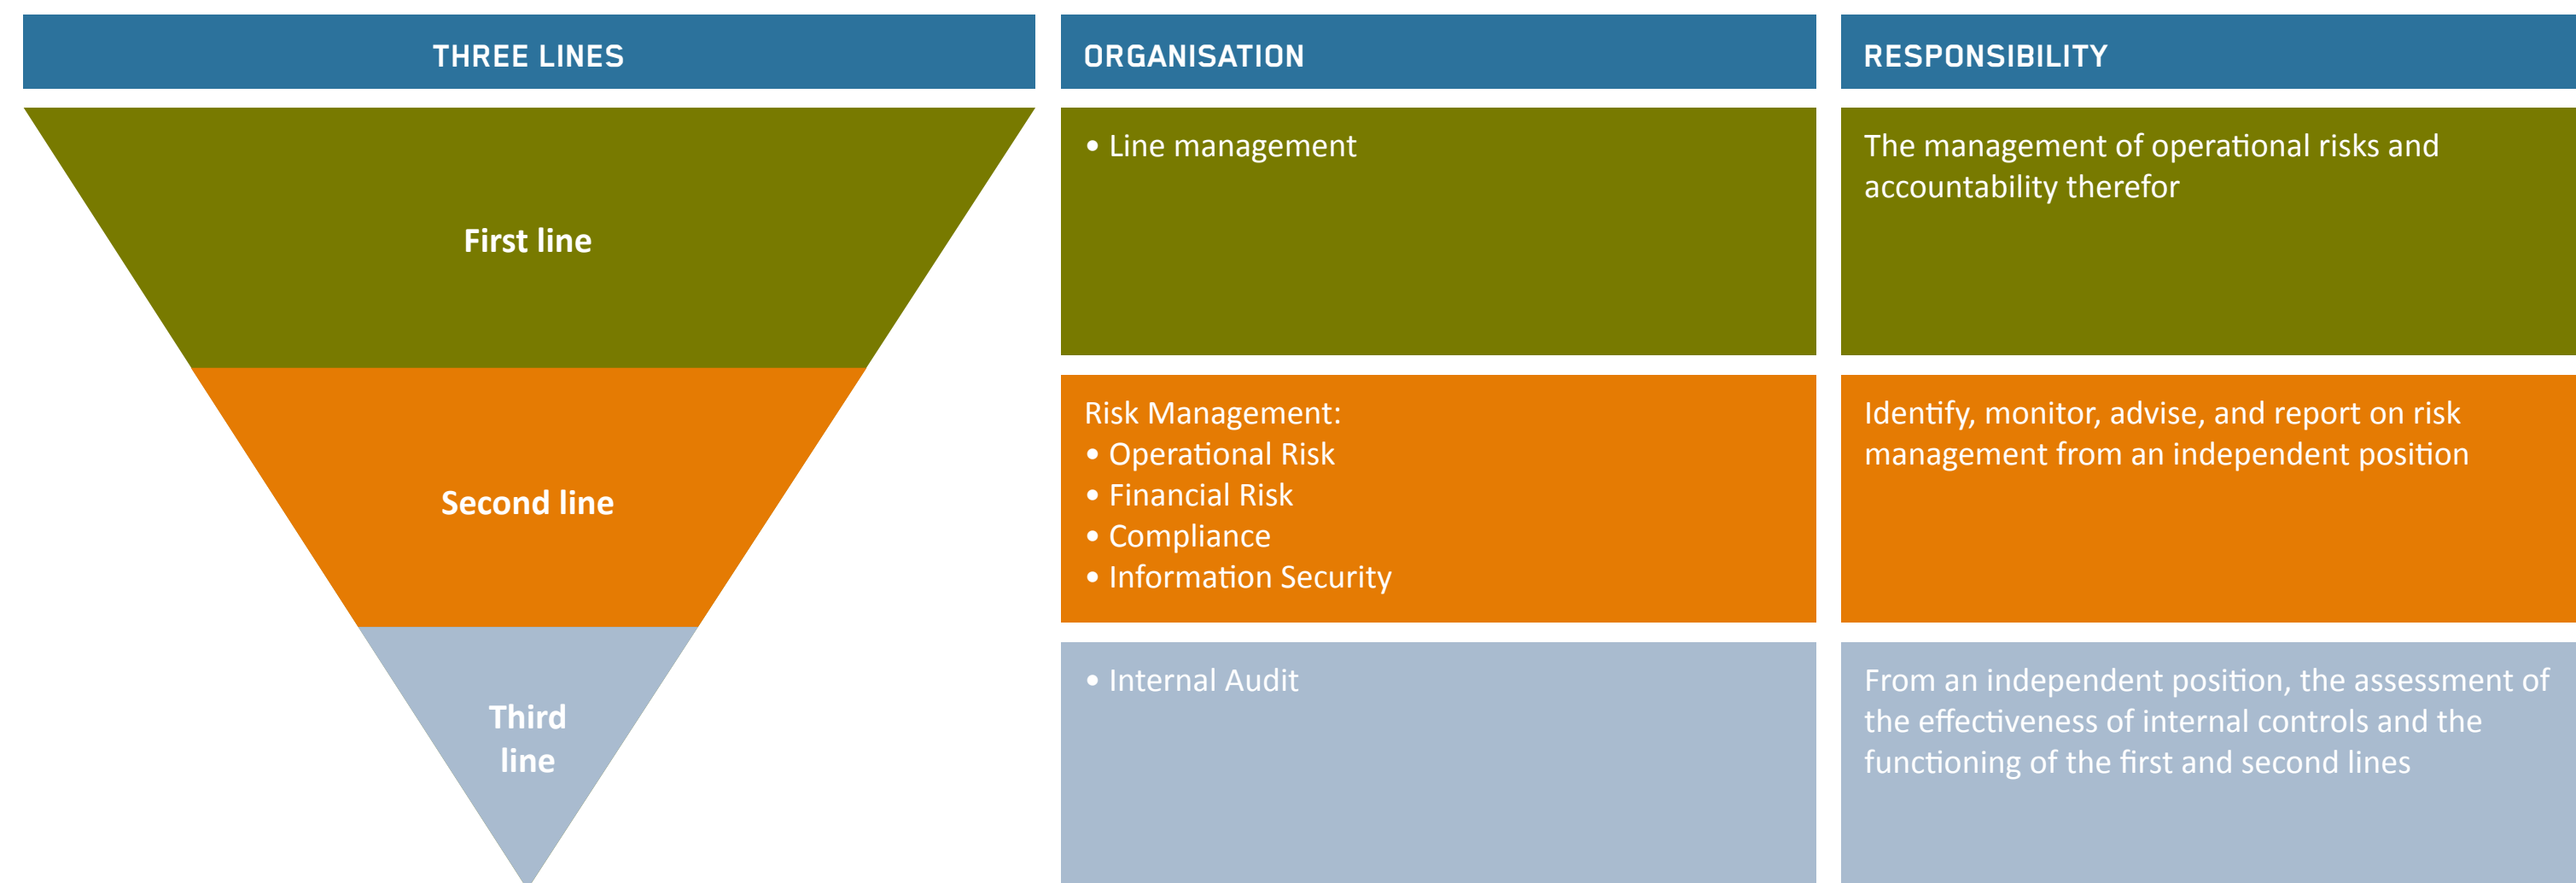 THREE LINES
ORGANISATION
RESPONSIBILITY
First line
• Line management
The management of operational risks and
accountability therefor
Second line
Risk Management:
• Operational Risk
• Financial Risk
• Compliance
• Information Security
Identify, monitor, advise, and report on risk
management from an independent position
Third
line
• Internal Audit
From an independent position, the assessment of
the effectiveness of internal controls and the
functioning of the first and second lines